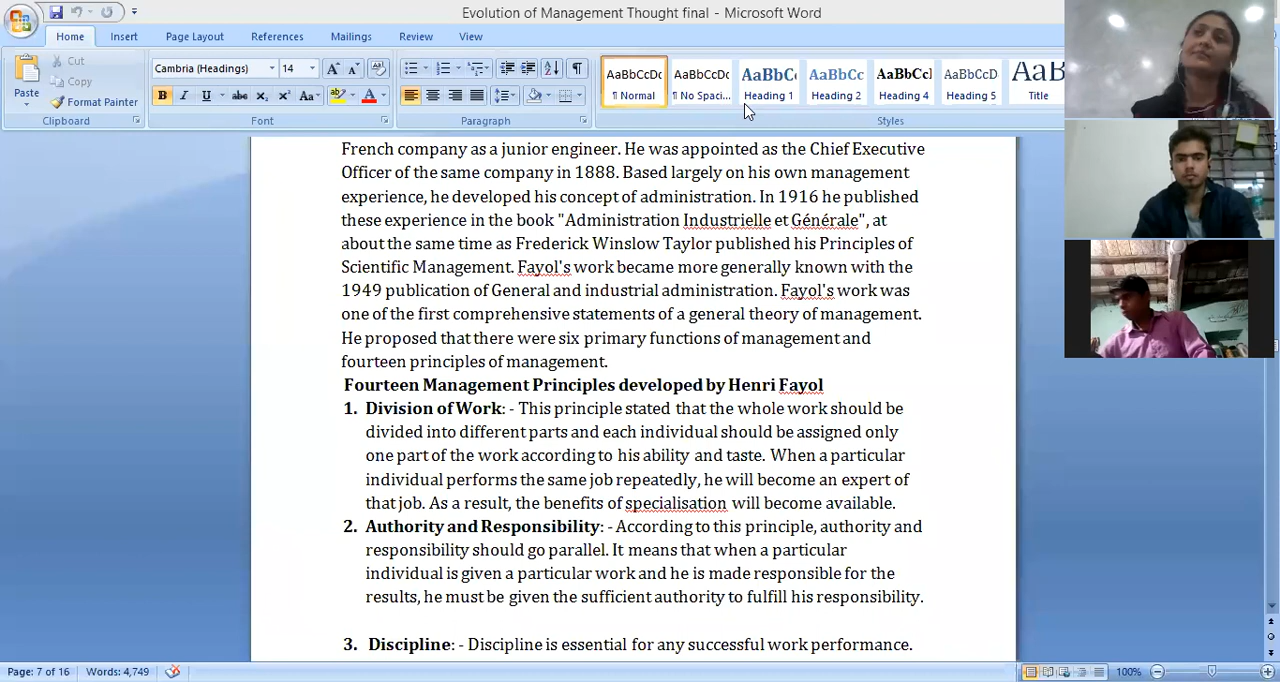 Evolution of Management Thought final - Microsoft Word
Home Insert Page Layout References Mailings Review View
Paste
Cut
Copy
Format Painter
Clipboard
Cambria (Headings) 14
Font
Paragraph
AaBbCcDc AaBbCcDc AaBbC AaBbCc AaBbCcI AaBbCcD AaB
¶ Normal ¶ No Spaci... Heading 1 Heading 2 Heading 4 Heading 5 Title
Styles
French company as a junior engineer. He was appointed as the Chief Executive
Officer of the same company in 1888. Based largely on his own management
experience, he developed his concept of administration. In 1916 he published
these experience in the book "Administration Industrielle et Générale", at
about the same time as Frederick Winslow Taylor published his Principles of
Scientific Management. Fayol's work became more generally known with the
1949 publication of General and industrial administration. Fayol's work was
one of the first comprehensive statements of a general theory of management.
He proposed that there were six primary functions of management and
fourteen principles of management.
Fourteen Management Principles developed by Henri Fayol
1. Division of Work: - This principle stated that the whole work should be
divided into different parts and each individual should be assigned only
one part of the work according to his ability and taste. When a particular
individual performs the same job repeatedly, he will become an expert of
that job. As a result, the benefits of specialisation will become available.
2. Authority and Responsibility: - According to this principle, authority and
responsibility should go parallel. It means that when a particular
individual is given a particular work and he is made responsible for the
results, he must be given the sufficient authority to fulfill his responsibility.
3. Discipline: - Discipline is essential for any successful work performance.
Page: 7 of 16 Words: 4,749 100%